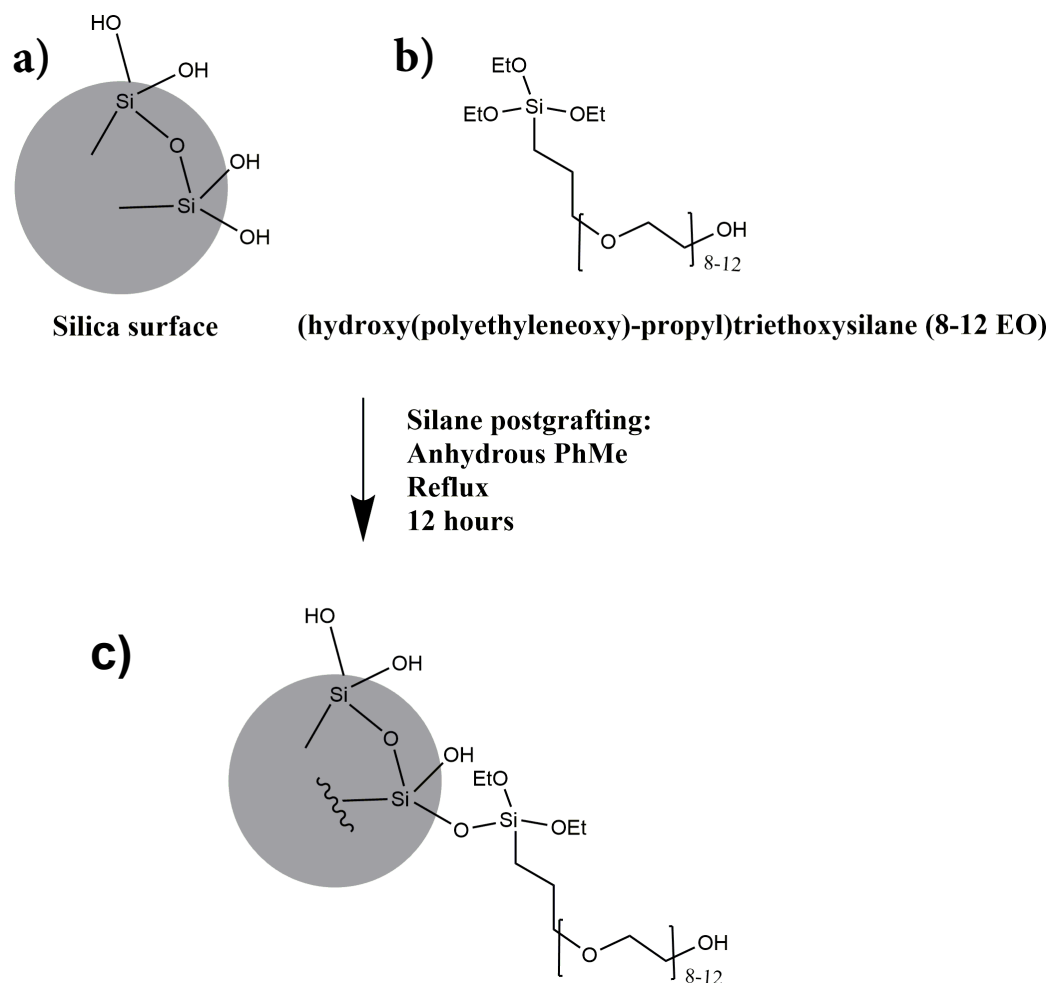 a)
HO
OH
Si
O
OH
Si
OH
Silica surface
b)
EtO
EtO Si OEt
O
OH
8-12
(hydroxy(polyethyleneoxy)-propyl)triethoxysilane (8-12 EO)
Silane postgrafting:
Anhydrous PhMe
Reflux
12 hours
c)
HO
OH
Si
O
OH
Si
O
EtO
Si OEt
O
OH
8-12